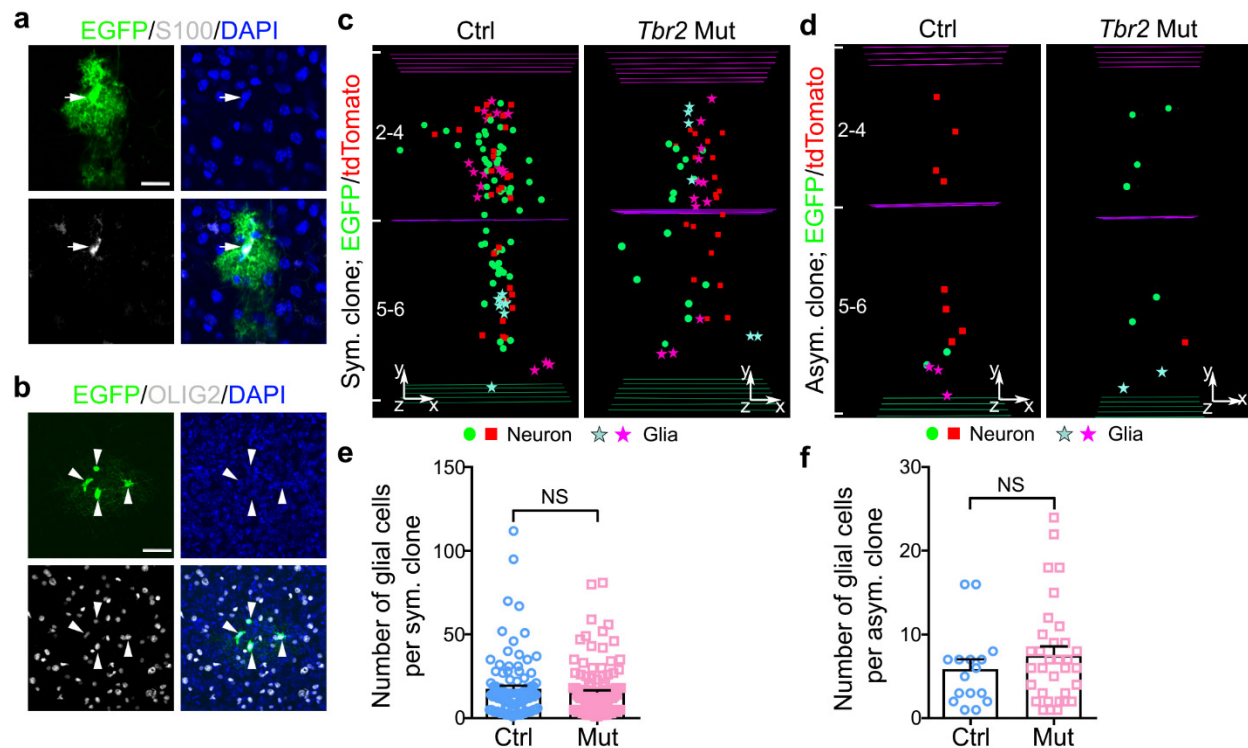 a
EGFP/S100/DAPI
b
EGFP/OLIG2/DAPI
c
Ctrl
Tbr2 Mut
Sym. clone; EGFP/tdTomato
2-4
5-6
y
z
x
y
z
x
d
Ctrl
Tbr2 Mut
Asym. clone; EGFP/tdTomato
2-4
5-6
y
z
x
y
z
x
Neuron
Glia
e
NS
Number of glial cells
per sym. clone
150
100
50
0
Ctrl
Mut
f
NS
Number of glial cells
per asym. clone
30
20
10
0
Ctrl
Mut